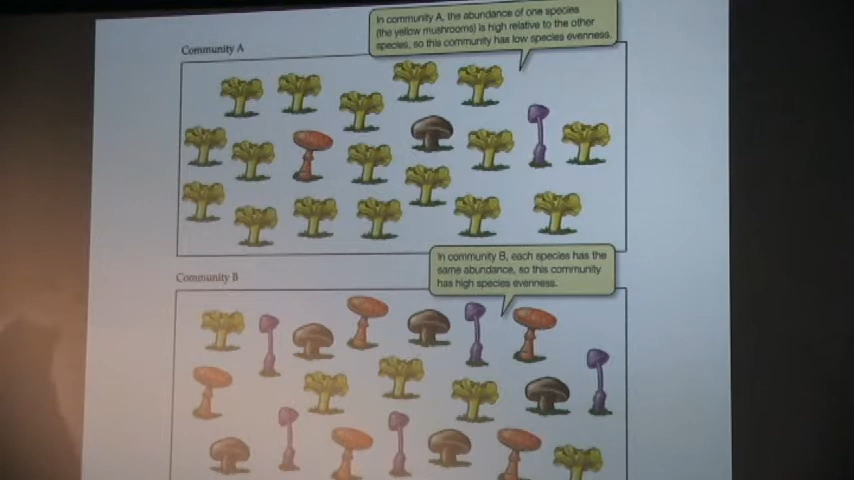 In community A, the abundance of one species
(the yellow mushrooms) is high relative to the other
species, so this community has low species evenness.
Community A
In community B, each species has the
same abundance, so this community
has high species evenness.
Community B